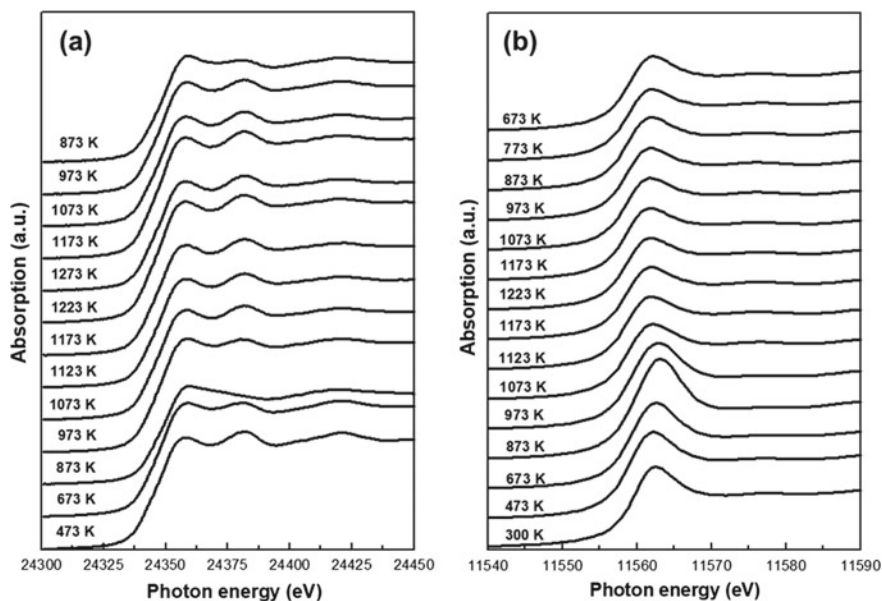 (a)
873 K
973 K
1073 K
1173 K
1273 K
1223 K
1173 K
1123 K
1073 K
973 K
873 K
673 K
473 K
Absorption (a.u.)
24300 24325 24350 24375 24400 24425 24450
Photon energy (eV)
(b)
673 K
773 K
873 K
973 K
1073 K
1173 K
1223 K
1173 K
1123 K
1073 K
973 K
873 K
673 K
473 K
300 K
Absorption (a.u.)
11540 11550 11560 11570 11580 11590
Photon energy (eV)